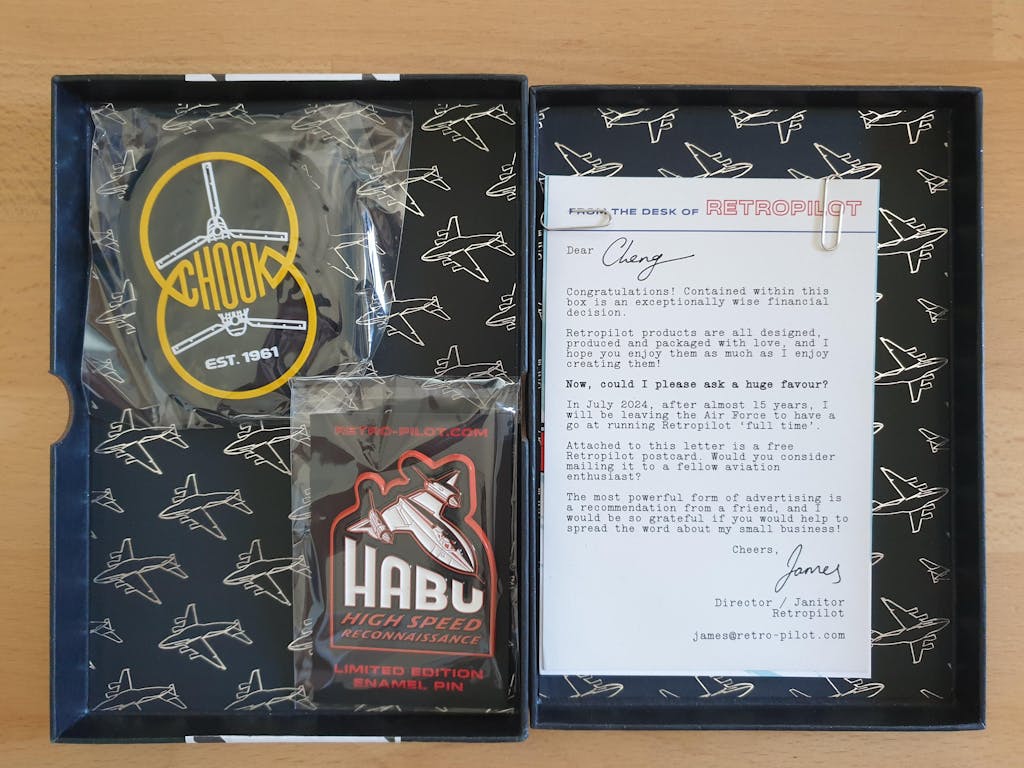 CHOOK
EST. 1961
RETRO-PILOT.COM
HABU
HIGH SPEED
RECONNAISSANCE
LIMITED EDITION
ENAMEL PIN
FROM THE DESK OF RETROPILOT
Dear Cheng
Congratulations! Contained within this
box is an exceptionally wise financial
decision.
Retropilot products are all designed,
produced and packaged with love, and I
hope you enjoy them as much as I enjoy
creating them!
Now, could I please ask a huge favour?
In July 2024, after almost 15 years, I
will be leaving the Air Force to have a
go at running Retropilot ‘full time’.
Attached to this letter is a free
Retropilot postcard. Would you consider
mailing it to a fellow aviation
enthusiast?
The most powerful form of advertising is
a recommendation from a friend, and I
would be so grateful if you would help to
spread the word about my small business!
Cheers,
James
Director / Janitor
Retropilot
james@retro-pilot.com